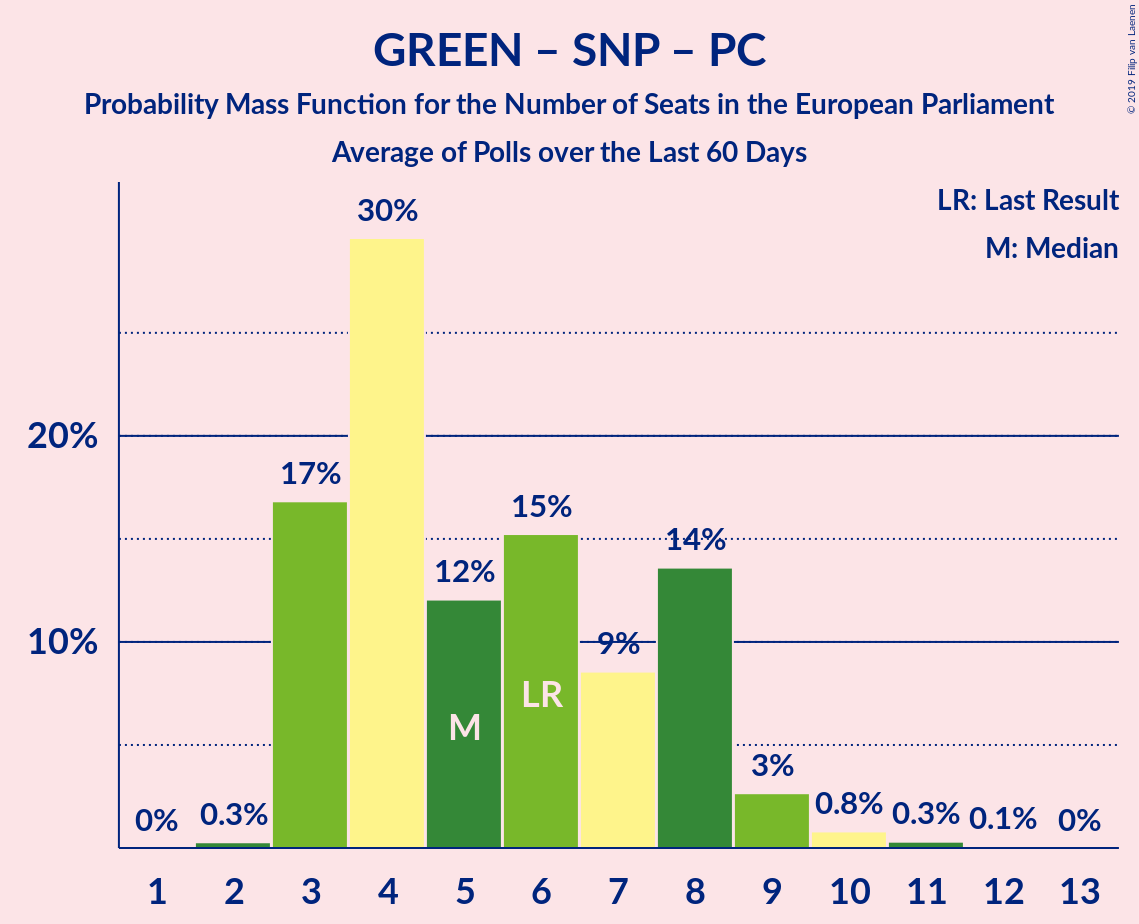 GREEN – SNP – PC
Probability Mass Function for the Number of Seats in the European Parliament
Average of Polls over the Last 60 Days
© 2019 Filip van Laenen
LR: Last Result
M: Median
30%
20%
17%
15%
14%
12%
10%
9%
LR
M
3%
0.8%
0% 0.3% 0.3% 0.1% 0%
1 2 3 4 5 6 7 8 9 10 11 12 13